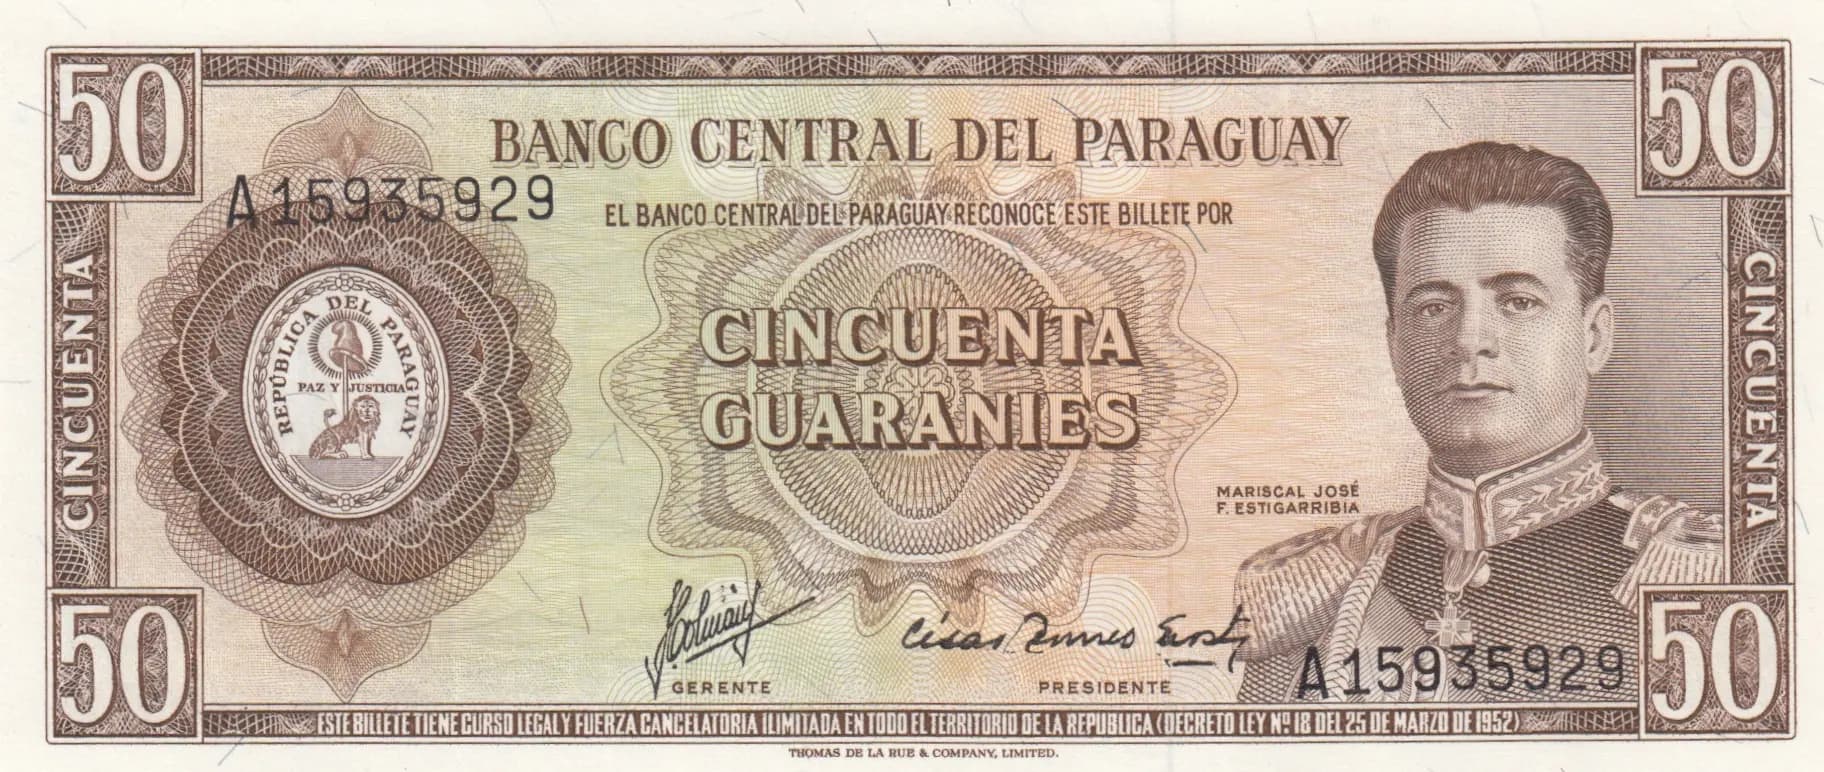 50
50
BANCO CENTRAL DEL PARAGUAY
A15935929
EL BANCO CENTRAL DEL PARAGUAY RECONOCE ESTE BILLETE POR
CINCUENTA
CINCUENTA
REPÚBLICA DEL PARAGUAY
PAZ Y JUSTICIA
CINCUENTA
GUARANIES
MARISCAL JOSÉ
F. ESTIGARRIBIA
GERENTE
PRESIDENTE
A15935929
50
50
ESTE BILLETE TIENE CURSO LEGAL Y FUERZA CANCELATORIA ILIMITADA EN TODO EL TERRITORIO DE LA REPUBLICA (DECRETO LEY Nº 18 DEL 25 DE MARZO DE 1952)
THOMAS DE LA RUE & COMPANY, LIMITED.